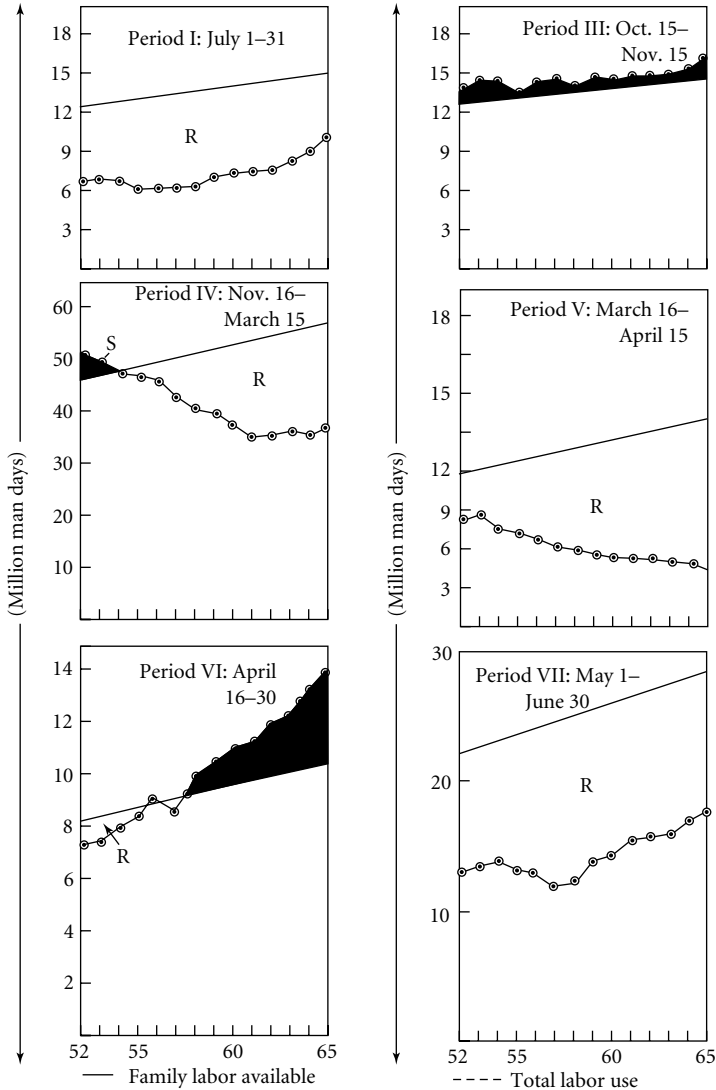 18
15
12
9
6
3
Period I: July 1–31
R
18
15
12
9
6
3
Period III: Oct. 15–
Nov. 15
60
50
40
30
20
10
Period IV: Nov. 16–
March 15
S
R
18
15
12
9
6
3
Period V: March 16–
April 15
R
(Million man days)
(Million man days)
14
12
10
8
6
4
2
Period VI: April
16–30
R
52
55
60
65
30
20
10
Period VII: May 1–
June 30
R
52
55
60
65
Family labor available
Total labor use